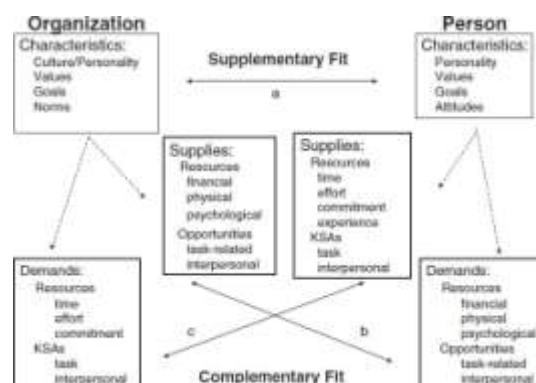 Organization
Characteristics:
Culture/Personality
Values
Goals
Norms
Supplementary Fit
a
Person
Characteristics:
Personality
Values
Goals
Attitudes
Supplies:
Resources
financial
physical
psychological
Opportunities
task-related
interpersonal
Supplies:
Resources
time
effort
commitment
experience
KSAs
task
interpersonal
Demands:
Resources
time
effort
commitment
KSAs
task
interpersonal
c
b
Complementary Fit
Demands:
Resources
financial
physical
psychological
Opportunities
task-related
interpersonal